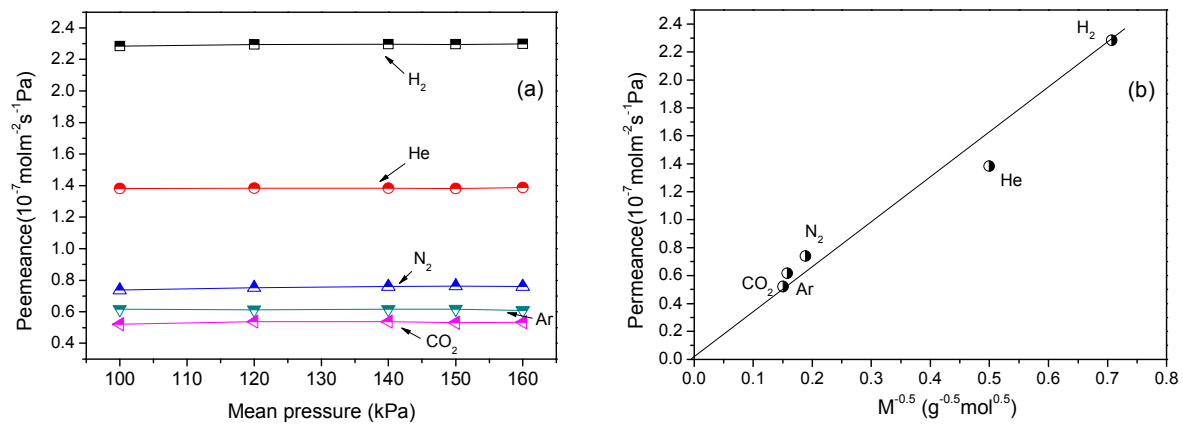 2.4
2.2
2.0
1.8
1.6
1.4
1.2
1.0
0.8
0.6
0.4
Peemeance(10⁻⁷molm⁻²s⁻¹Pa)
H₂
(a)
He
N₂
Ar
CO₂
100 110 120 130 140 150 160
Mean pressure (kPa)
2.4
2.2
2.0
1.8
1.6
1.4
1.2
1.0
0.8
0.6
0.4
0.2
0.0
Permeance(10⁻⁷molm⁻²s⁻¹Pa)
H₂
(b)
He
N₂
CO₂ Ar
0.0 0.1 0.2 0.3 0.4 0.5 0.6 0.7 0.8
M⁻⁰·⁵ (g⁻⁰·⁵mol⁰·⁵)